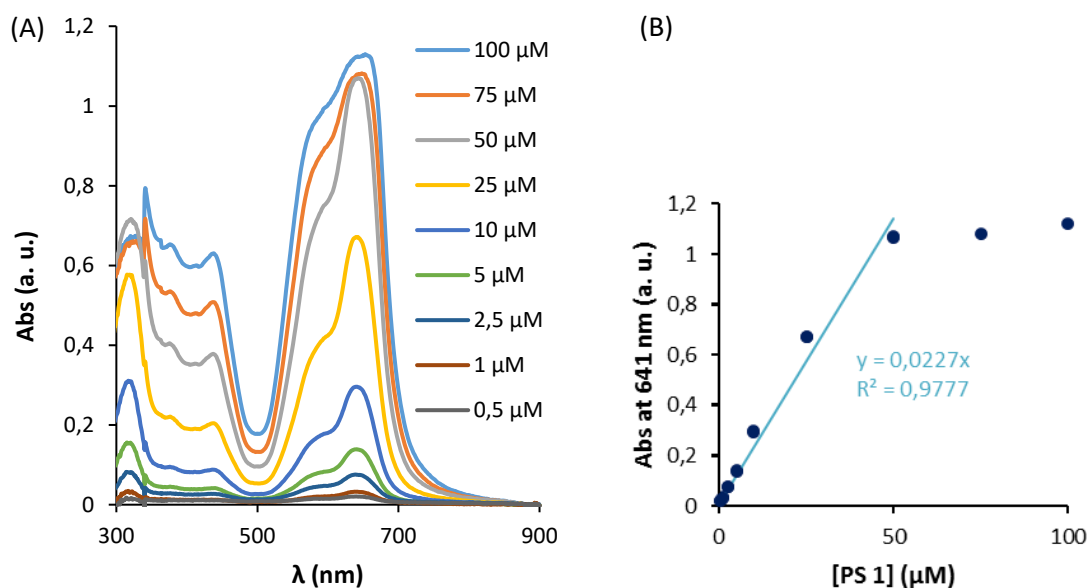 (A)
Abs (a. u.)
1,2
1
0,8
0,6
0,4
0,2
0
300
500
700
900
λ (nm)
100 µM
75 µM
50 µM
25 µM
10 µM
5 µM
2,5 µM
1 µM
0,5 µM
(B)
Abs at 641 nm (a. u.)
1,2
1
0,8
0,6
0,4
0,2
0
0
50
100
[PS 1] (µM)
y = 0,0227x
R² = 0,9777